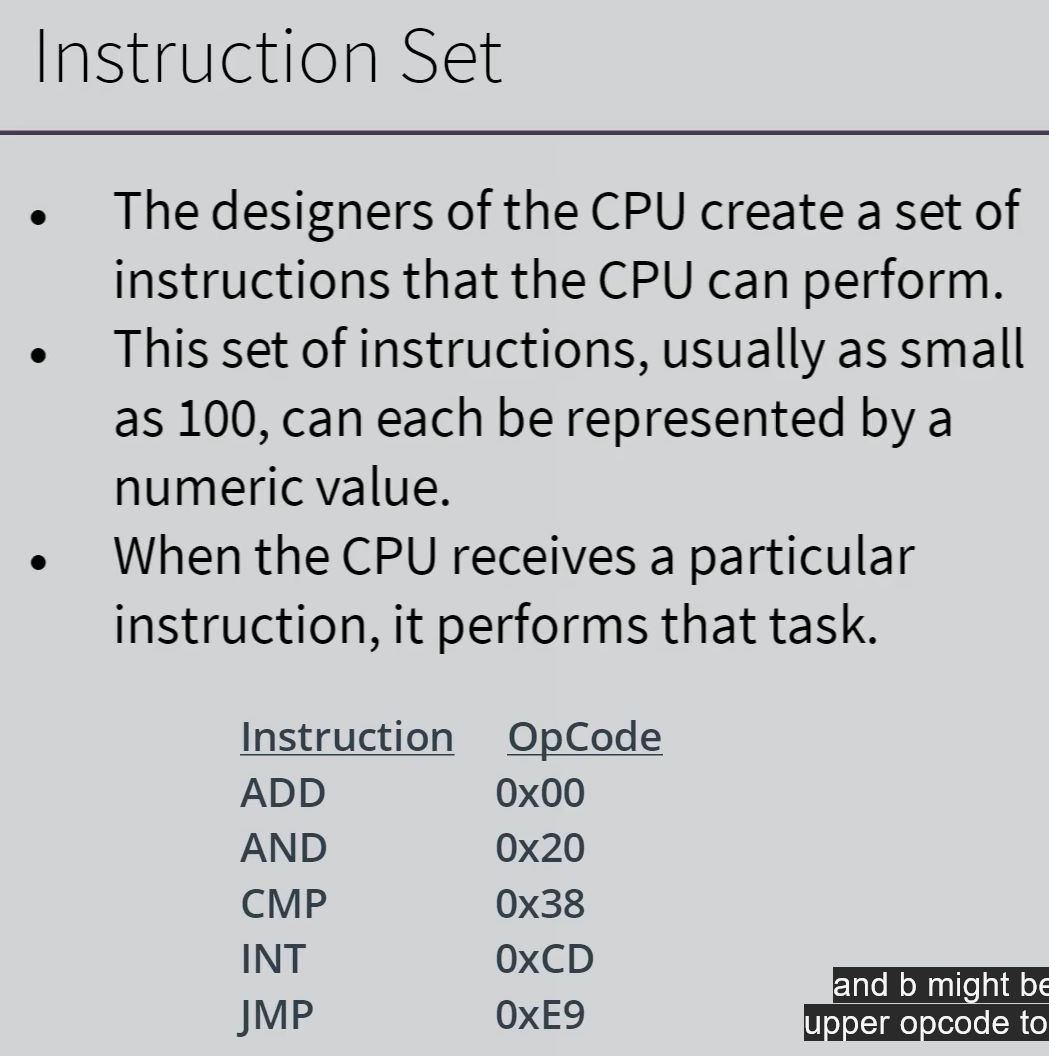 Instruction Set
• The designers of the CPU create a set of
instructions that the CPU can perform.
• This set of instructions, usually as small
as 100, can each be represented by a
numeric value.
• When the CPU receives a particular
instruction, it performs that task.
Instruction OpCode
ADD 0x00
AND 0x20
CMP 0x38
INT 0xCD
JMP 0xE9
and b might be
upper opcode to